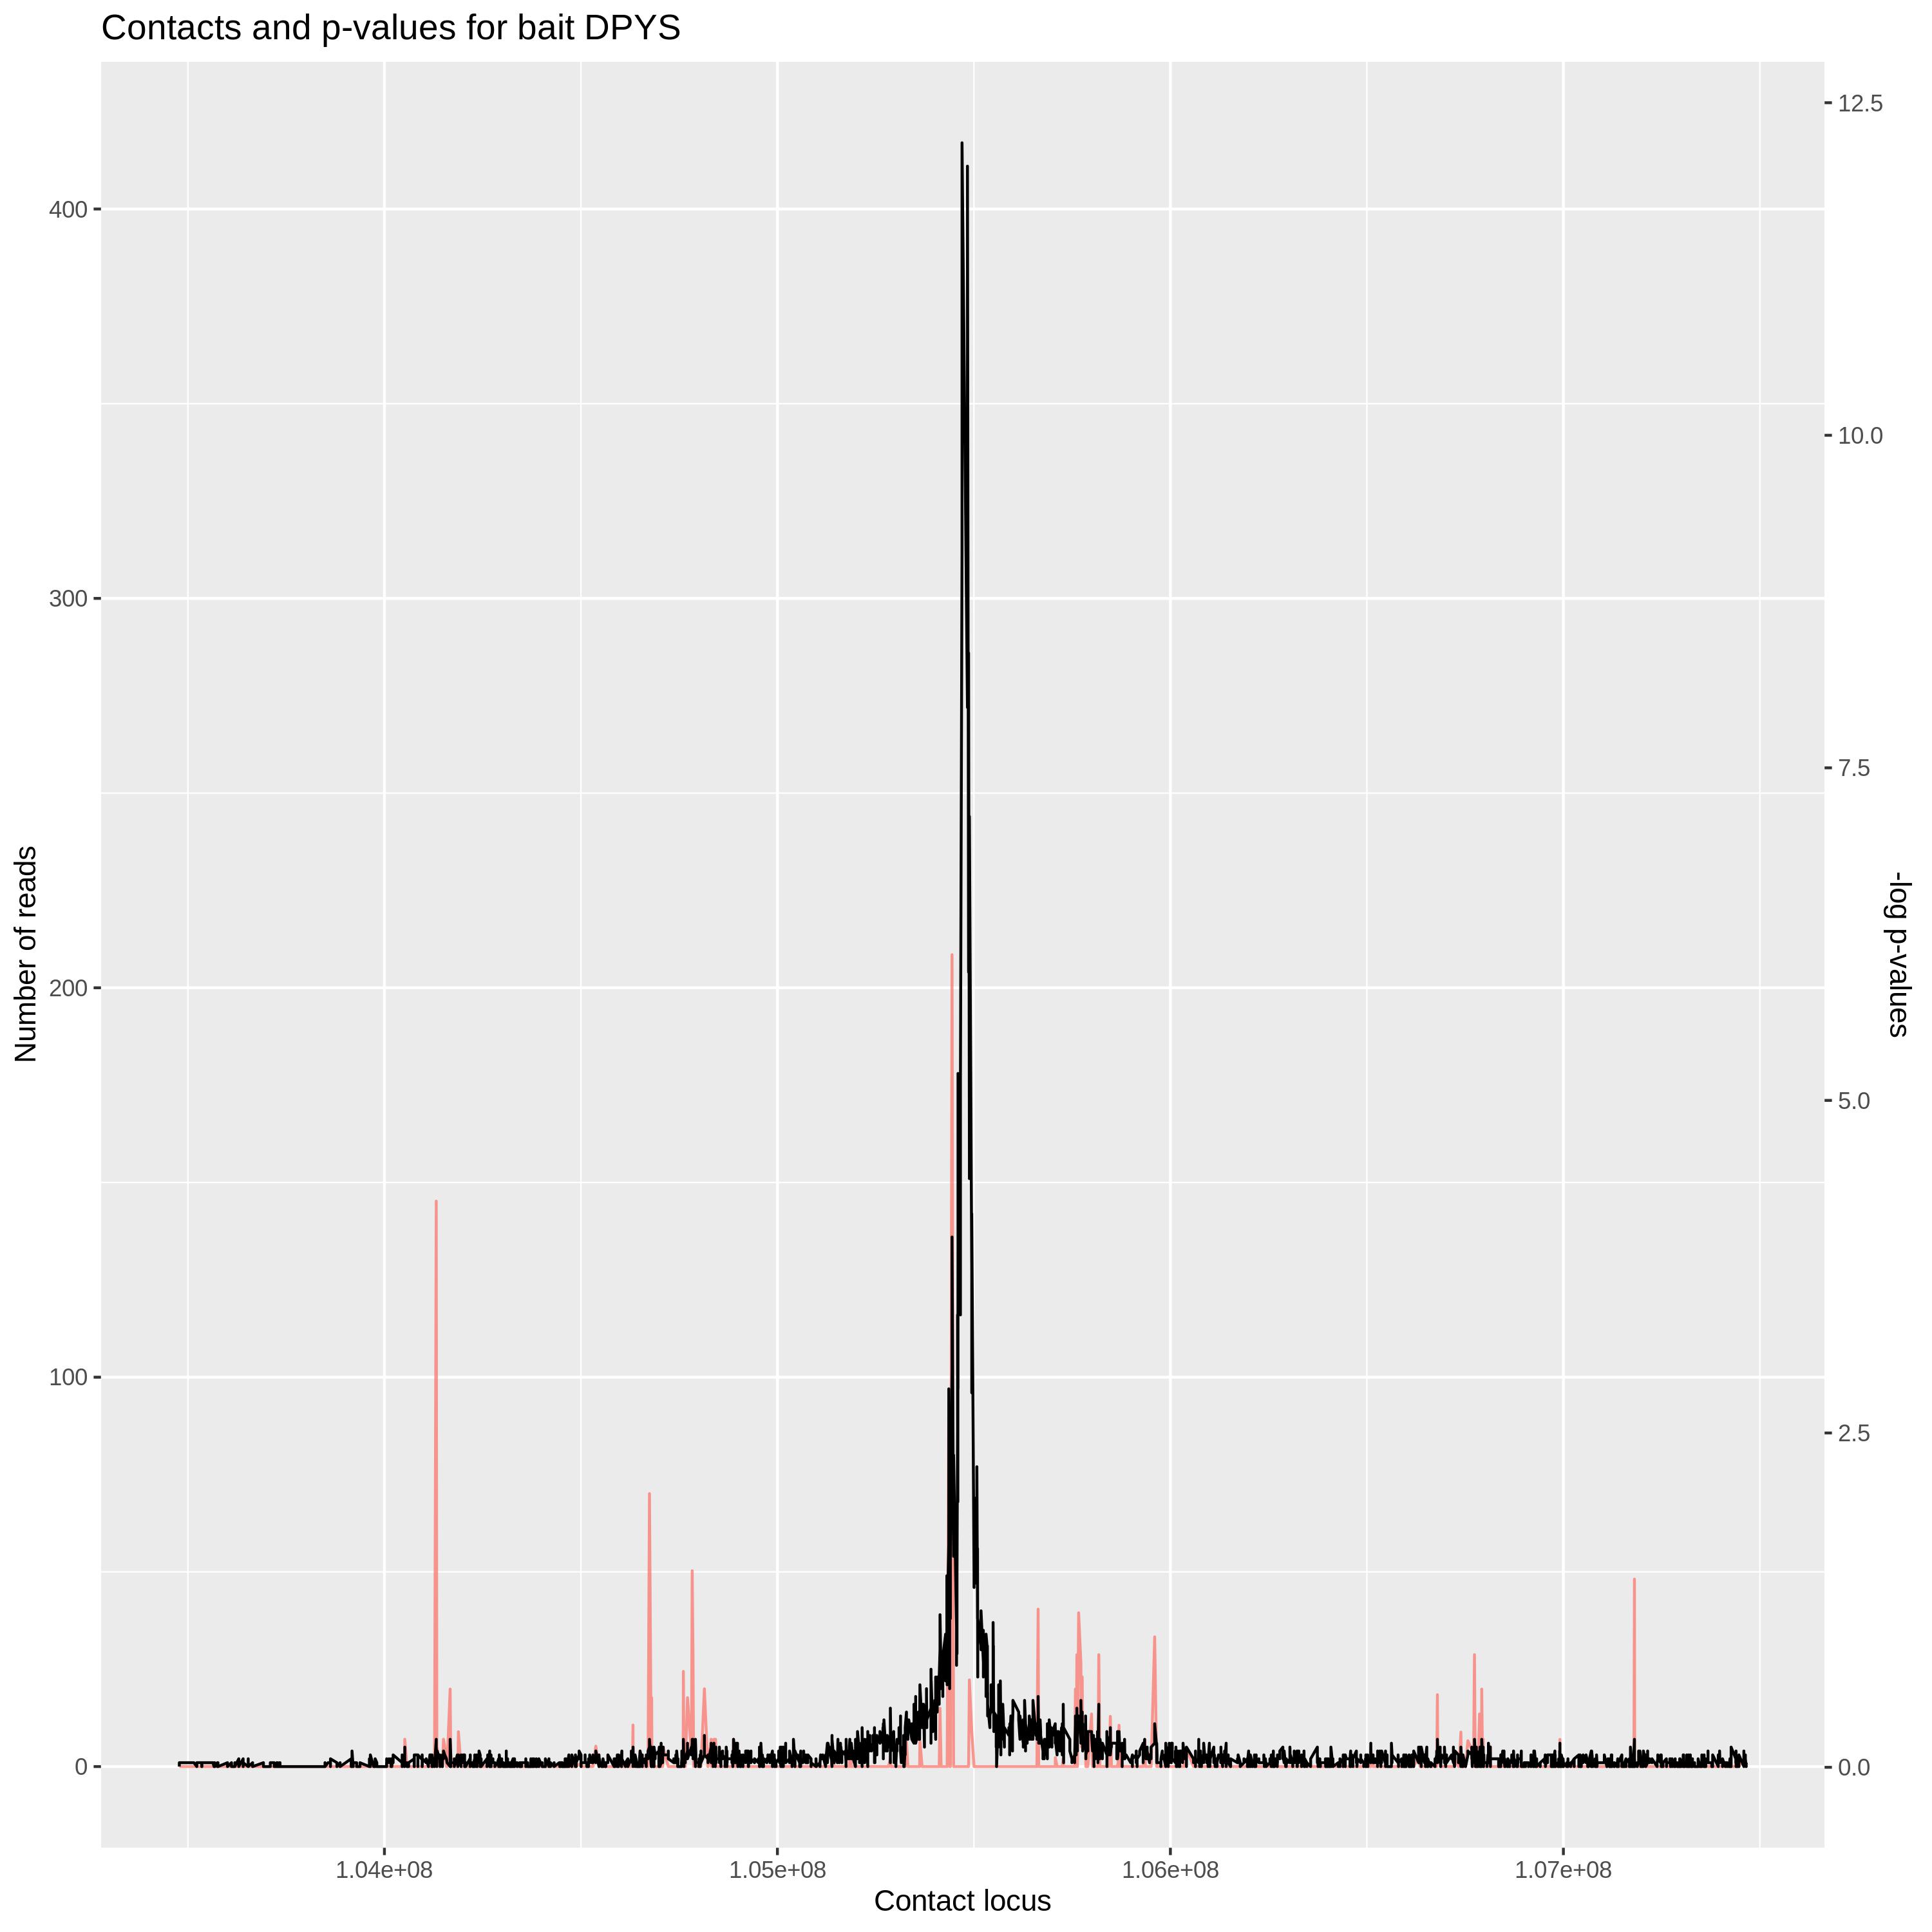 Contacts and p-values for bait DPYS
Number of reads
400
300
200
100
0
12.5
10.0
7.5
5.0
2.5
0.0
-log p-values
1.04e+08
1.05e+08
1.06e+08
1.07e+08
Contact locus